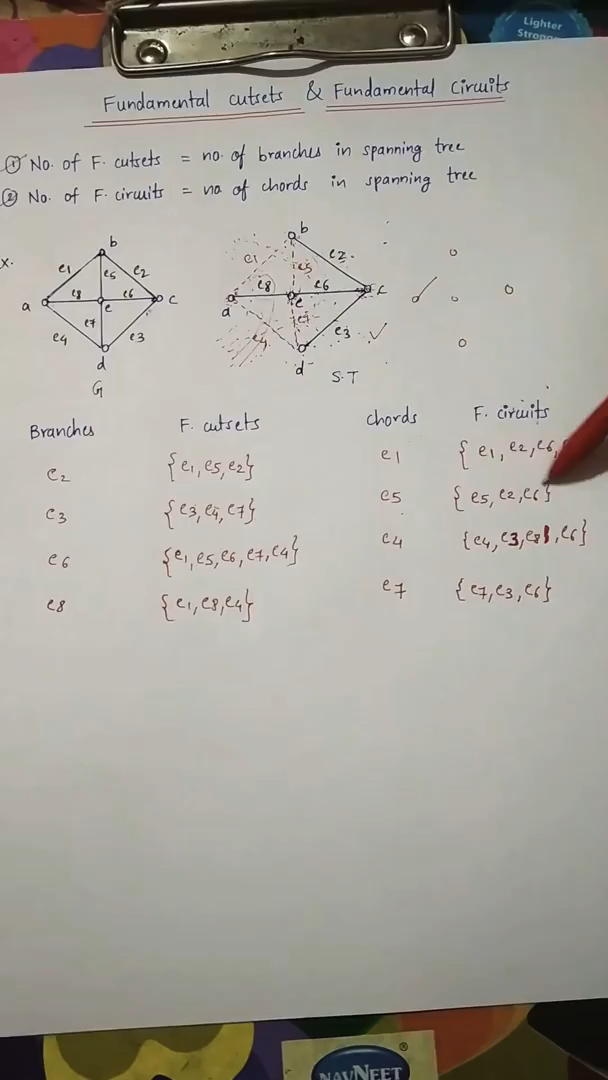 Lighter
Strong
Fundamental cutsets & Fundamental Circuits
① No. of F. cutsets = no. of branches in spanning tree
② No. of F. circuits = no. of chords in spanning tree
x.
b
e1 e5 e2
a e8 e6 c
e
e4 e7 e3
d
G
b
e1 e5 e2.
e8 e6 c
a e
e4 e7 e3
d
S.T
Branches F. cutsets chords F. circuits
e2 {e1, e5, e2} e1 { e1, e2, e6,
e3 {e3, e4, e7} e5 { e5, e2, e6}
e6 {e1, e5, e6, e7, e4} e4 {e4, e3, e8, e6}
e8 {e1, e8, e4} e7 {e7, e3, e6}
NAVNEET
®